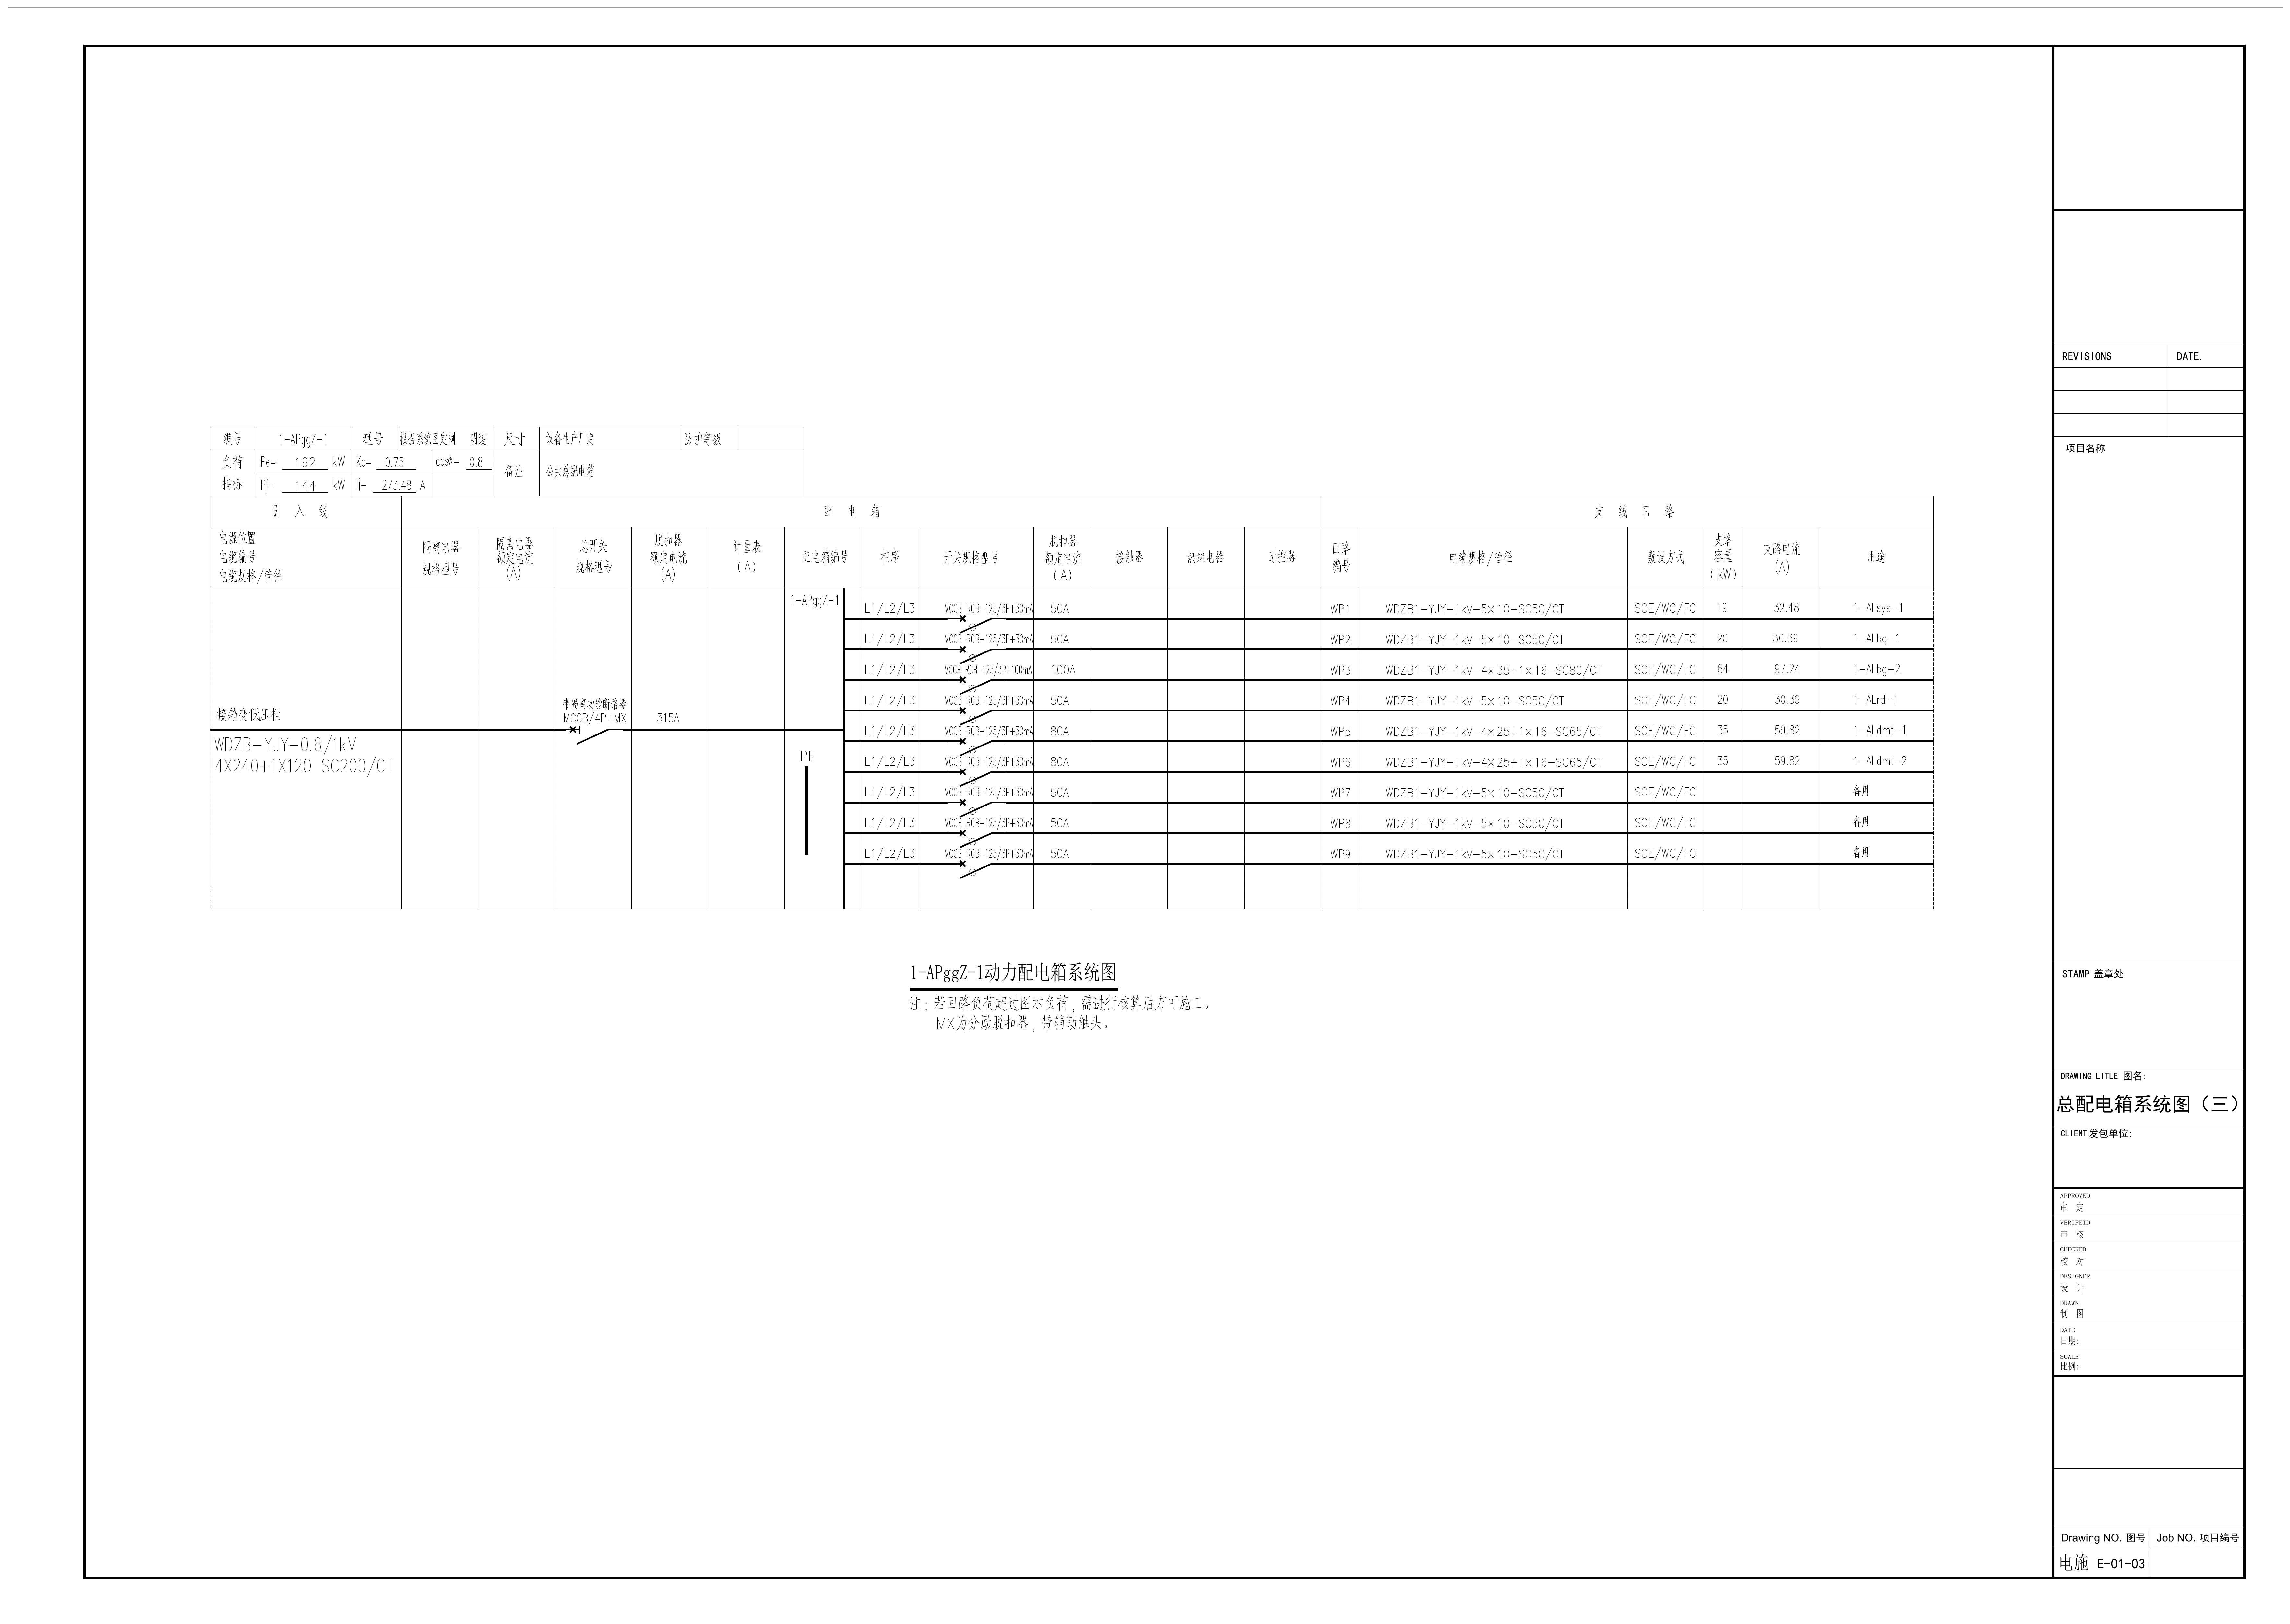 编号 1-APggZ-1 型号 根据系统图定制 明装 尺寸 设备生产厂定 防护等级
负荷 Pe= 192 kW Kc= 0.75 cosØ= 0.8 备注 公共总配电箱
指标 Pj= 144 kW Ij= 273.48 A
引 入 线 配 电 箱 支 线 回 路
电源位置
电缆编号
电缆规格/管径
隔离电器
规格型号
隔离电器
额定电流
(A)
总开关
规格型号
脱扣器
额定电流
(A)
计量表
(A)
配电箱编号
相序
开关规格型号
脱扣器
额定电流
(A)
接触器
热继电器
时控器
回路
编号
电缆规格/管径
敷设方式
支路
容量
(kW)
支路电流
(A)
用途
接箱变低压柜
WDZB-YJY-0.6/1kV
4X240+1X120 SC200/CT
带隔离功能断路器
MCCB/4P+MX
315A
1-APggZ-1
PE
L1/L2/L3 MCCB RCB-125/3P+30mA 50A WP1 WDZB1-YJY-1kV-5×10-SC50/CT SCE/WC/FC 19 32.48 1-ALsys-1
L1/L2/L3 MCCB RCB-125/3P+30mA 50A WP2 WDZB1-YJY-1kV-5×10-SC50/CT SCE/WC/FC 20 30.39 1-ALbg-1
L1/L2/L3 MCCB RCB-125/3P+100mA 100A WP3 WDZB1-YJY-1kV-4×35+1×16-SC80/CT SCE/WC/FC 64 97.24 1-ALbg-2
L1/L2/L3 MCCB RCB-125/3P+30mA 50A WP4 WDZB1-YJY-1kV-5×10-SC50/CT SCE/WC/FC 20 30.39 1-ALrd-1
L1/L2/L3 MCCB RCB-125/3P+30mA 80A WP5 WDZB1-YJY-1kV-4×25+1×16-SC65/CT SCE/WC/FC 35 59.82 1-ALdmt-1
L1/L2/L3 MCCB RCB-125/3P+30mA 80A WP6 WDZB1-YJY-1kV-4×25+1×16-SC65/CT SCE/WC/FC 35 59.82 1-ALdmt-2
L1/L2/L3 MCCB RCB-125/3P+30mA 50A WP7 WDZB1-YJY-1kV-5×10-SC50/CT SCE/WC/FC 备用
L1/L2/L3 MCCB RCB-125/3P+30mA 50A WP8 WDZB1-YJY-1kV-5×10-SC50/CT SCE/WC/FC 备用
L1/L2/L3 MCCB RCB-125/3P+30mA 50A WP9 WDZB1-YJY-1kV-5×10-SC50/CT SCE/WC/FC 备用
1-APggZ-1动力配电箱系统图
注：若回路负荷超过图示负荷，需进行核算后方可施工。
MX为分励脱扣器，带辅助触头。
REVISIONS DATE.
项目名称
STAMP 盖章处
DRAWING LITLE 图名:
总配电箱系统图（三）
CLIENT 发包单位:
APPROVED
审 定
VERIFEID
审 核
CHECKED
校 对
DESIGNER
设 计
DRAWN
制 图
DATE
日期:
SCALE
比例:
Drawing NO. 图号 Job NO. 项目编号
电施 E-01-03